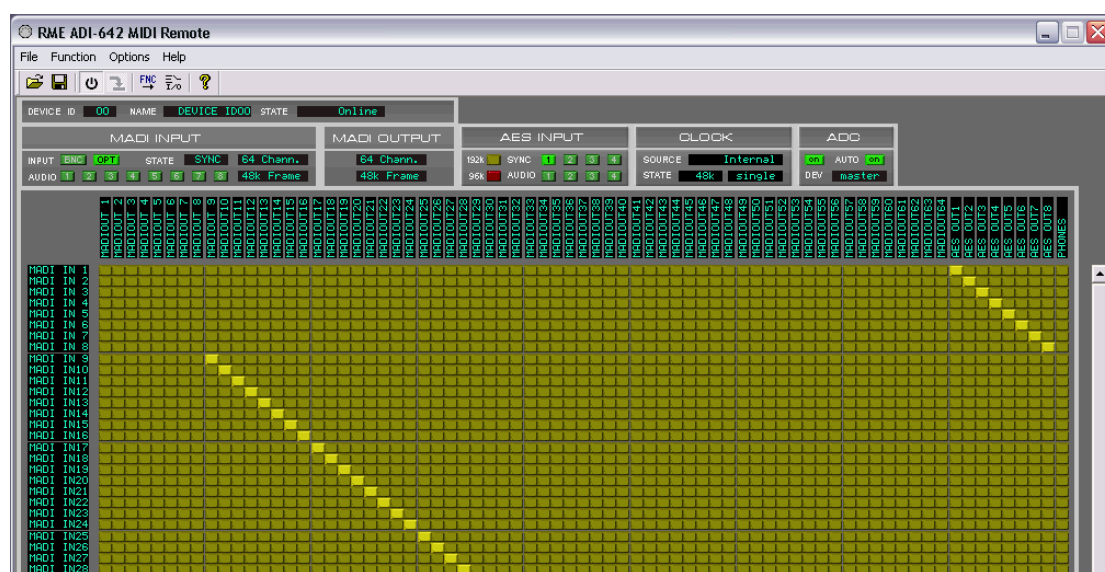 RME ADI-642 MIDI Remote
File Function Options Help
FNC I/O ?
DEVICE ID 00 NAME DEVICE ID00 STATE Online
MADI INPUT MADI OUTPUT AES INPUT CLOCK ADC
INPUT BNC OPT STATE SYNC 64 Chann. 64 Chann. 192k SYNC 1 2 3 4 SOURCE Internal on AUTO on
AUDIO 1 2 3 4 5 6 7 8 48k Frame 48k Frame 96k AUDIO 1 2 3 4 STATE 48k single DEV master
MADIOUT 1 MADIOUT 2 MADIOUT 3 MADIOUT 4 MADIOUT 5 MADIOUT 6 MADIOUT 7 MADIOUT 8 MADIOUT 9 MADIOUT10 MADIOUT11 MADIOUT12 MADIOUT13 MADIOUT14 MADIOUT15 MADIOUT16 MADIOUT17 MADIOUT18 MADIOUT19 MADIOUT20 MADIOUT21 MADIOUT22 MADIOUT23 MADIOUT24 MADIOUT25 MADIOUT26 MADIOUT27 MADIOUT28 MADIOUT29 MADIOUT30 MADIOUT31 MADIOUT32 MADIOUT33 MADIOUT34 MADIOUT35 MADIOUT36 MADIOUT37 MADIOUT38 MADIOUT39 MADIOUT40 MADIOUT41 MADIOUT42 MADIOUT43 MADIOUT44 MADIOUT45 MADIOUT46 MADIOUT47 MADIOUT48 MADIOUT49 MADIOUT50 MADIOUT51 MADIOUT52 MADIOUT53 MADIOUT54 MADIOUT55 MADIOUT56 MADIOUT57 MADIOUT58 MADIOUT59 MADIOUT60 MADIOUT61 MADIOUT62 MADIOUT63 MADIOUT64 AES OUT1 AES OUT2 AES OUT3 AES OUT4 AES OUT5 AES OUT6 AES OUT7 AES OUT8 PHONES
MADI IN 1
MADI IN 2
MADI IN 3
MADI IN 4
MADI IN 5
MADI IN 6
MADI IN 7
MADI IN 8
MADI IN 9
MADI IN10
MADI IN11
MADI IN12
MADI IN13
MADI IN14
MADI IN15
MADI IN16
MADI IN17
MADI IN18
MADI IN19
MADI IN20
MADI IN21
MADI IN22
MADI IN23
MADI IN24
MADI IN25
MADI IN26
MADI IN27
MADI IN28